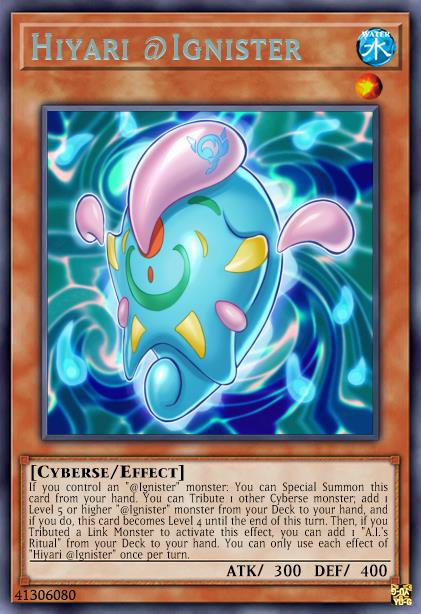 Hiyari @Ignister
WATER
水
[Cyberse/Effect]
If you control an "@Ignister" monster: You can Special Summon this
card from your hand. You can Tribute 1 other Cyberse monster; add 1
Level 5 or higher "@Ignister" monster from your Deck to your hand, and
if you do, this card becomes Level 4 until the end of this turn. Then, if you
Tributed a Link Monster to activate this effect, you can add 1 "A.I.'s
Ritual" from your Deck to your hand. You can only use each effect of
"Hiyari @Ignister" once per turn.
ATK/ 300 DEF/ 400
41306080